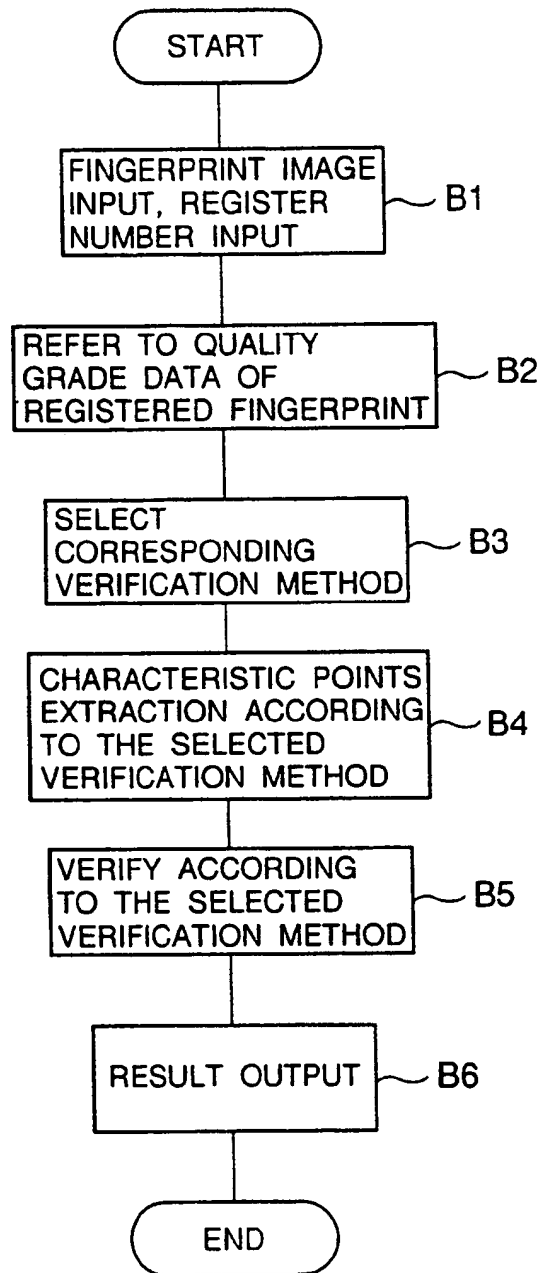 START
FINGERPRINT IMAGE
INPUT, REGISTER
NUMBER INPUT
B1
REFER TO QUALITY
GRADE DATA OF
REGISTERED FINGERPRINT
B2
SELECT
CORRESPONDING
VERIFICATION METHOD
B3
CHARACTERISTIC POINTS
EXTRACTION ACCORDING
TO THE SELECTED
VERIFICATION METHOD
B4
VERIFY ACCORDING
TO THE SELECTED
VERIFICATION METHOD
B5
RESULT OUTPUT
B6
END